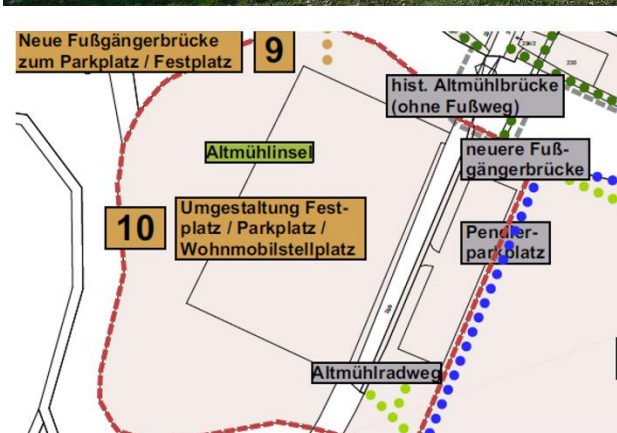 Neue Fußgängerbrücke
zum Parkplatz / Festplatz
9
hist. Altmühlbrücke
(ohne Fußweg)
Altmühlinsel
neuere Fuß-
gängerbrücke
10
Umgestaltung Fest-
platz / Parkplatz /
Wohnmobilstellplatz
Pendler-
parkplatz
Altmühlradweg